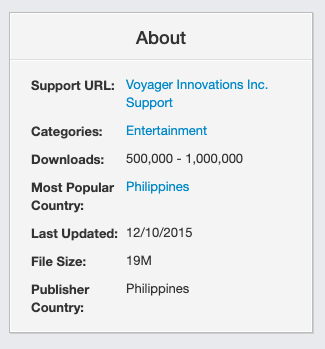 About
Support URL: Voyager Innovations Inc.
Support
Categories: Entertainment
Downloads: 500,000 - 1,000,000
Most Popular Philippines
Country:
Last Updated: 12/10/2015
File Size: 19M
Publisher Philippines
Country: